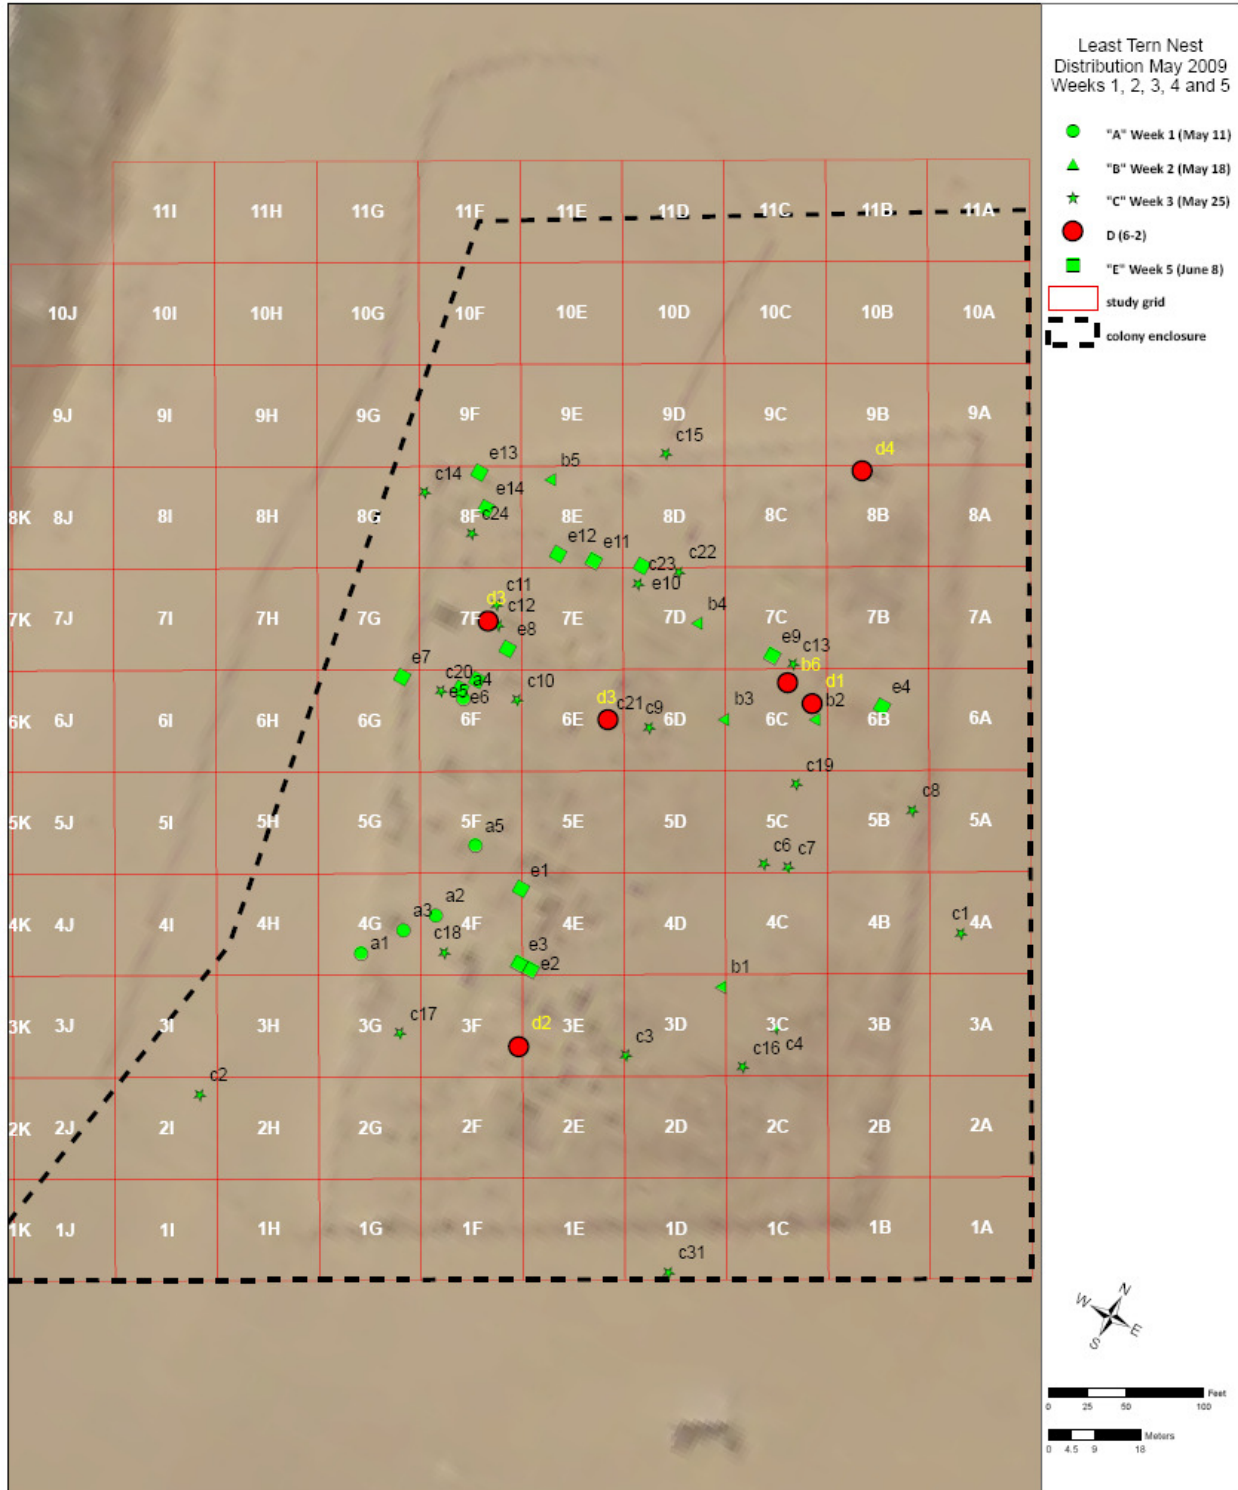 Least Tern Nest
Distribution May 2009
Weeks 1, 2, 3, 4 and 5
"A" Week 1 (May 11)
"B" Week 2 (May 18)
"C" Week 3 (May 25)
D (6-2)
"E" Week 5 (June 8)
study grid
colony enclosure
11I 11H 11G 11F 11E 11D 11C 11B 11A
10J 10I 10H 10G 10F 10E 10D 10C 10B 10A
9J 9I 9H 9G 9F 9E 9D 9C 9B 9A
c15
d4
e13 b5
c14
e14
8K 8J 8I 8H 8G 8F 8E 8D 8C 8B 8A
c24
e12 e11
c23 c22
c11 e10
d3
c12
7K 7J 7I 7H 7G 7F 7E 7D 7C 7B 7A
b4
e8
e9 c13
e7 c20 a4 c10
b6
d1
e5 e6
d3 c21 c9 b3 b2 e4
6K 6J 6I 6H 6G 6F 6E 6D 6C 6B 6A
c19
c8
5K 5J 5I 5H 5G 5F 5E 5D 5C 5B 5A
a5
c6 c7
e1
a2
4K 4J 4I 4H 4G 4F 4E 4D 4C 4B 4A
a3
c1
a1 c18 e3
e2
b1
3K 3J 3I 3H 3G 3F 3E 3D 3C 3B 3A
c17 d2
c3 c16 c4
c2
2K 2J 2I 2H 2G 2F 2E 2D 2C 2B 2A
1K 1J 1I 1H 1G 1F 1E 1D 1C 1B 1A
c31
N
W
E
S
Feet
0 25 50 100
Meters
0 4.5 9 18